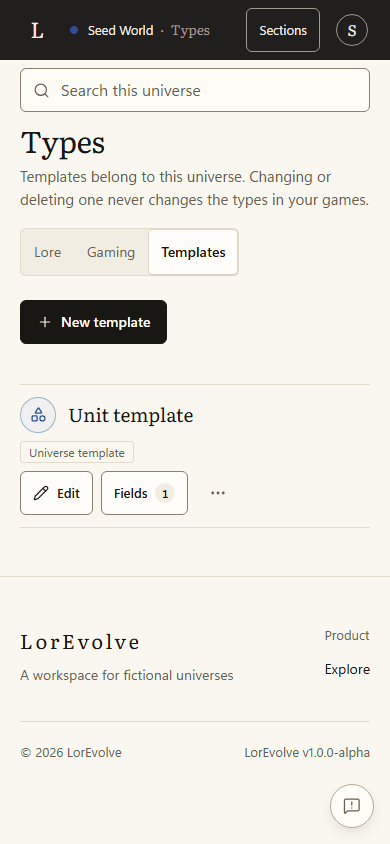 L
Seed World · Types
Sections
S
Search this universe
Types
Templates belong to this universe. Changing or
deleting one never changes the types in your games.
Lore
Gaming
Templates
+ New template
Unit template
Universe template
Edit
Fields 1
LorEvolve
A workspace for fictional universes
Product
Explore
© 2026 LorEvolve
LorEvolve v1.0.0-alpha